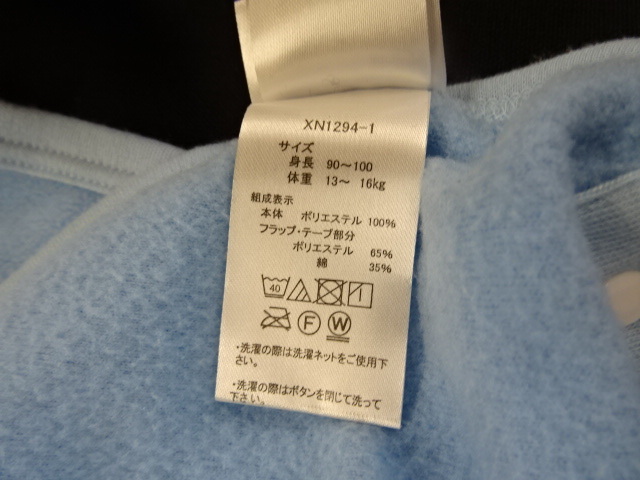 XN1294-1
サイズ
身長 90～100
体重 13～ 16kg
組成表示
本体 ポリエステル 100%
フラップ・テープ部分
ポリエステル 65%
綿 35%
40
F W
・洗濯の際は洗濯ネットをご使用下
さい。
・洗濯の際はボタンを閉じて洗って
下さい。